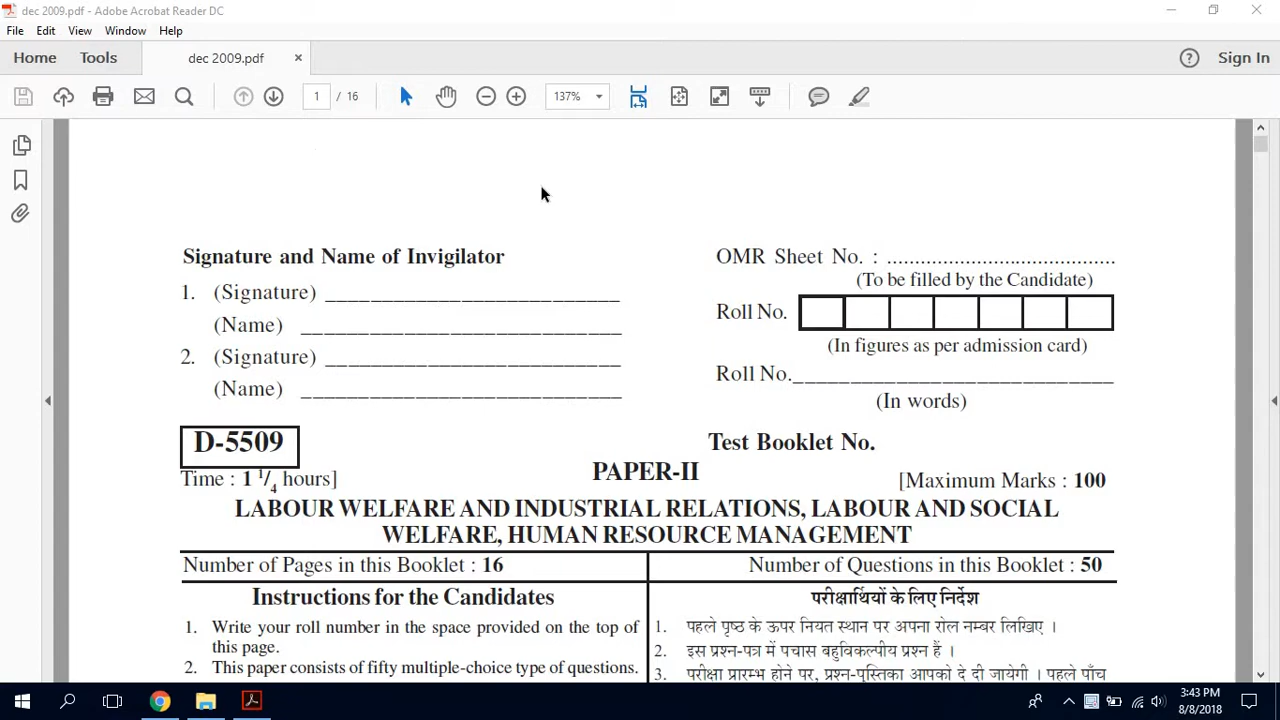 dec 2009.pdf - Adobe Acrobat Reader DC
File Edit View Window Help
Home Tools dec 2009.pdf × Sign In
1 / 16 137%
Signature and Name of Invigilator
1. (Signature) __________________________
(Name) ____________________________
2. (Signature) __________________________
(Name) ____________________________
OMR Sheet No. : ..........................................
(To be filled by the Candidate)
Roll No.
(In figures as per admission card)
Roll No.____________________________
(In words)
D-5509
Test Booklet No.
Time : 1 1/4 hours]
PAPER-II
[Maximum Marks : 100
LABOUR WELFARE AND INDUSTRIAL RELATIONS, LABOUR AND SOCIAL
WELFARE, HUMAN RESOURCE MANAGEMENT
Number of Pages in this Booklet : 16
Number of Questions in this Booklet : 50
Instructions for the Candidates
1. Write your roll number in the space provided on the top of
this page.
2. This paper consists of fifty multiple-choice type of questions.
परीक्षार्थियों के लिए निर्देश
1. पहले पृष्ठ के ऊपर नियत स्थान पर अपना रोल नम्बर लिखिए ।
2. इस प्रश्न-पत्र में पचास बहुविकल्पीय प्रश्न हैं ।
3. परीक्षा प्रारम्भ होने पर, प्रश्न-पुस्तिका आपको दे दी जायेगी । पहले पाँच
3:43 PM
8/8/2018